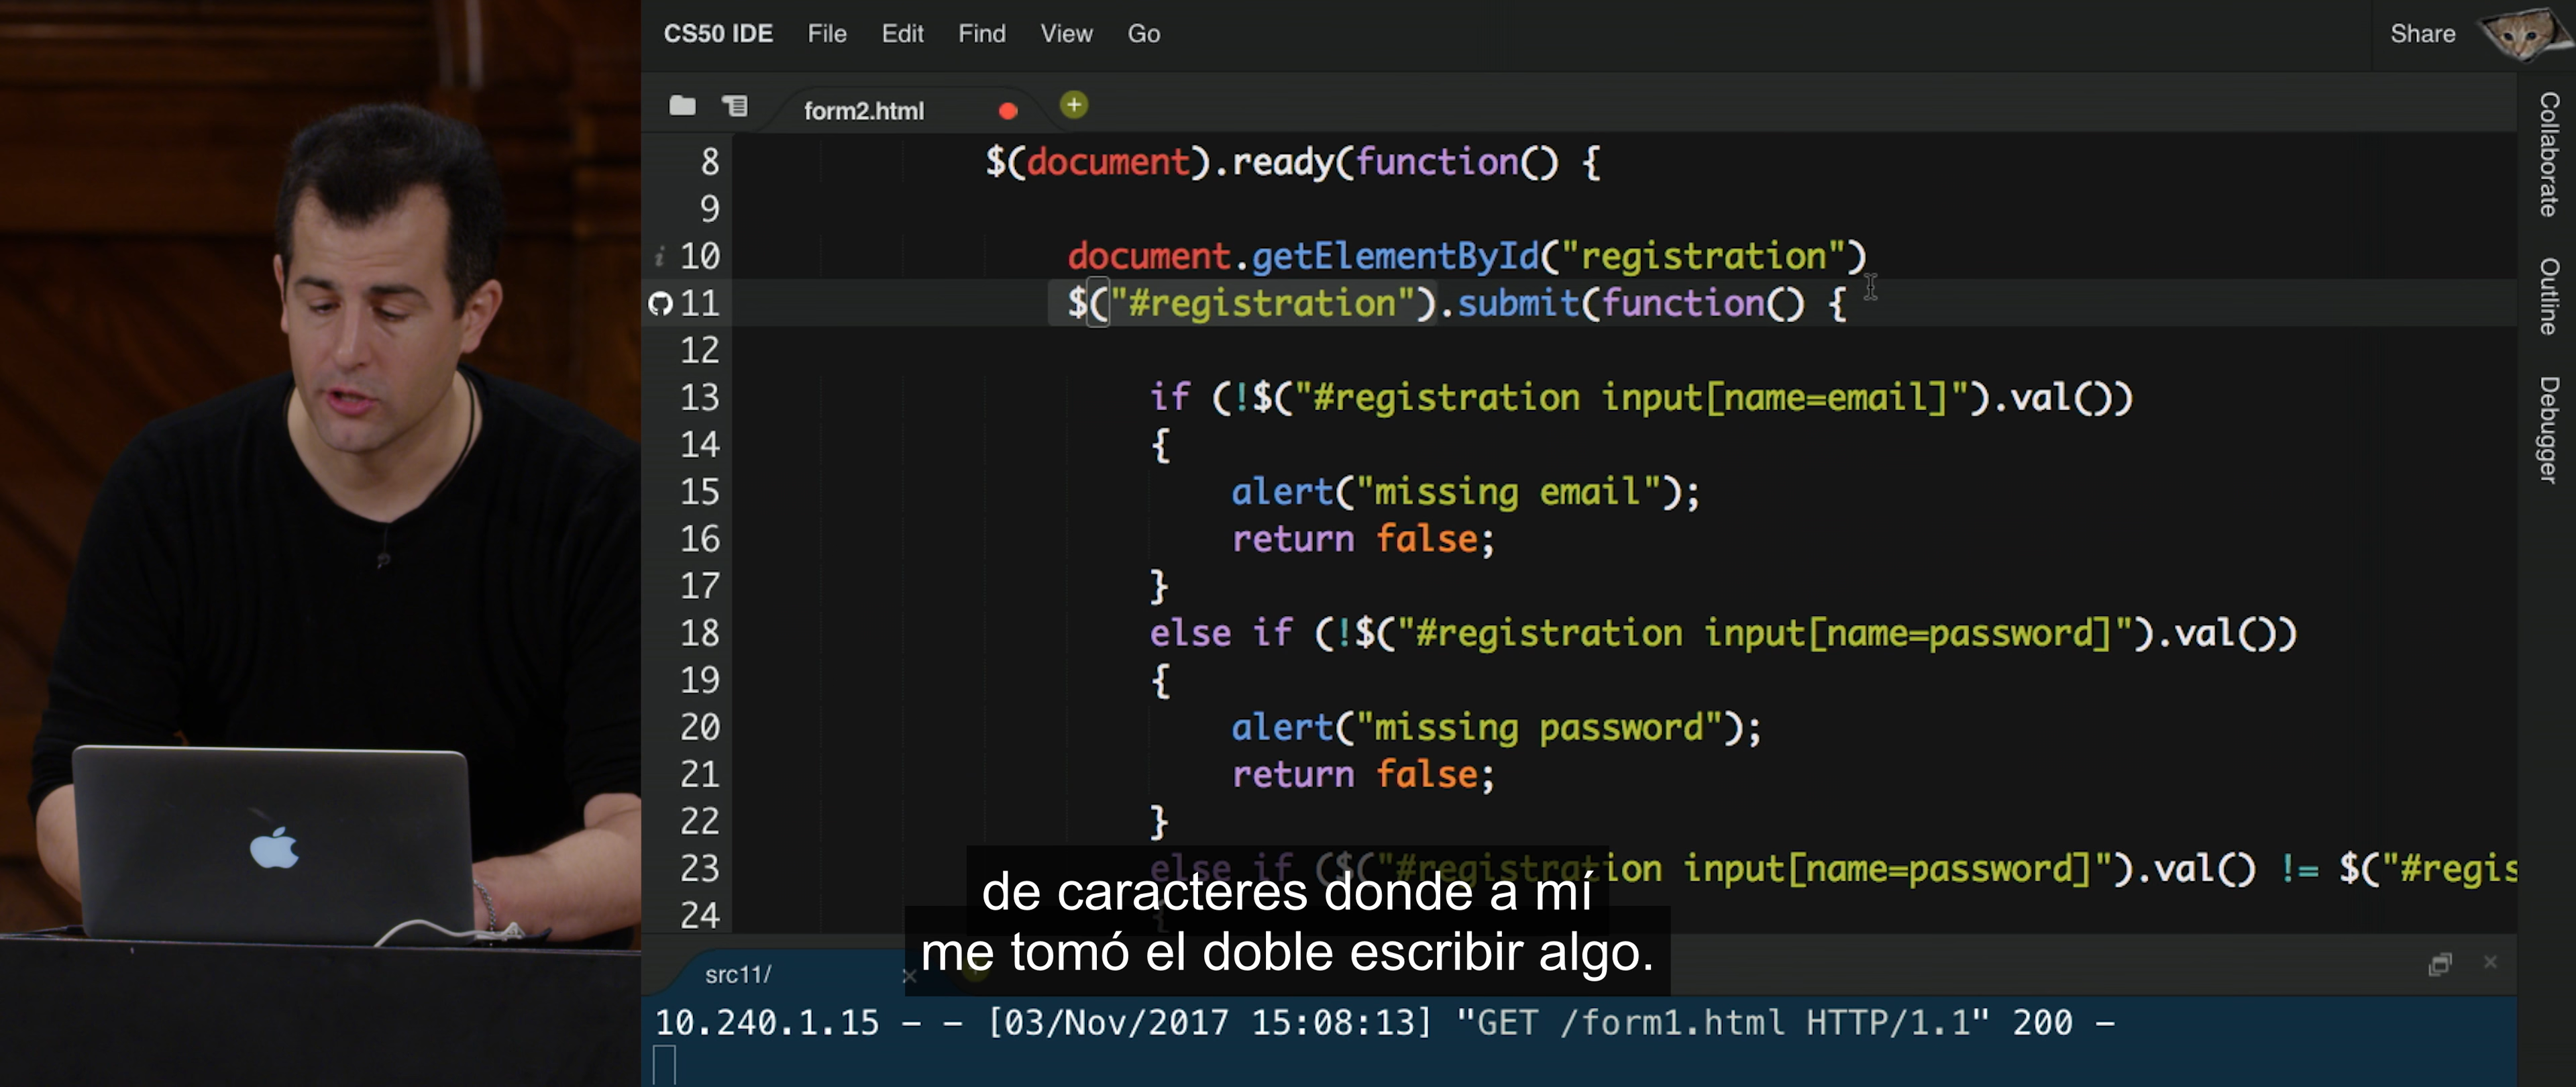 CS50 IDE File Edit Find View Go Share
form2.html
8 $(document).ready(function() {
9
10 document.getElementById("registration")
11 $("#registration").submit(function() {
12
13 if (!$("#registration input[name=email]").val())
14 {
15 alert("missing email");
16 return false;
17 }
18 else if (!$("#registration input[name=password]").val())
19 {
20 alert("missing password");
21 return false;
22 }
23 else if ($("#registration input[name=password]").val() != $("#regis
24 {
de caracteres donde a mí
me tomó el doble escribir algo.
src11/
10.240.1.15 - - [03/Nov/2017 15:08:13] "GET /form1.html HTTP/1.1" 200 -
Collaborate
Outline
Debugger